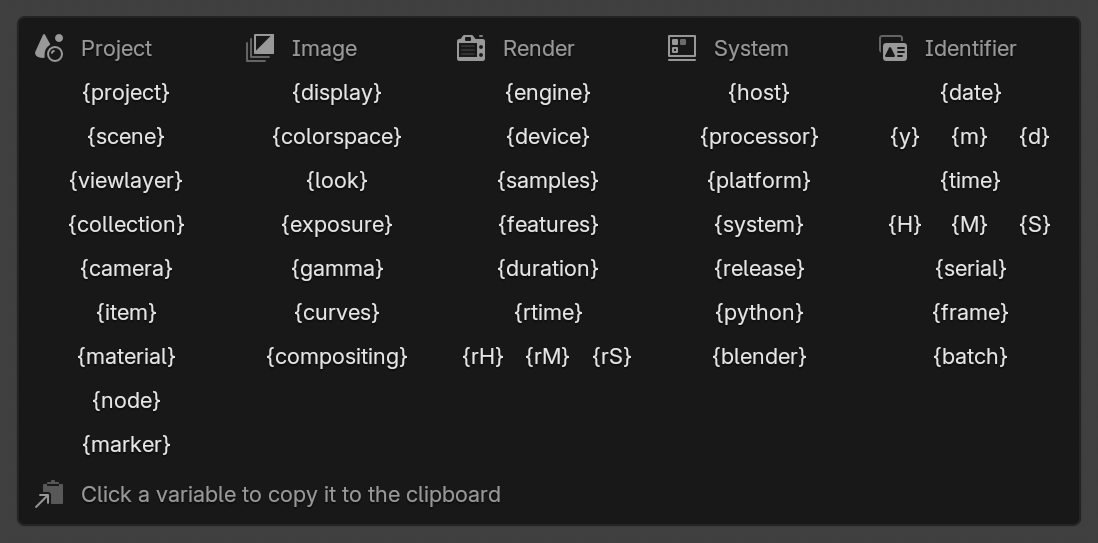 Project Image Render System Identifier
{project} {display} {engine} {host} {date}
{scene} {colorspace} {device} {processor} {y} {m} {d}
{viewlayer} {look} {samples} {platform} {time}
{collection} {exposure} {features} {system} {H} {M} {S}
{camera} {gamma} {duration} {release} {serial}
{item} {curves} {rtime} {python} {frame}
{material} {compositing} {rH} {rM} {rS} {blender} {batch}
{node}
{marker}
Click a variable to copy it to the clipboard